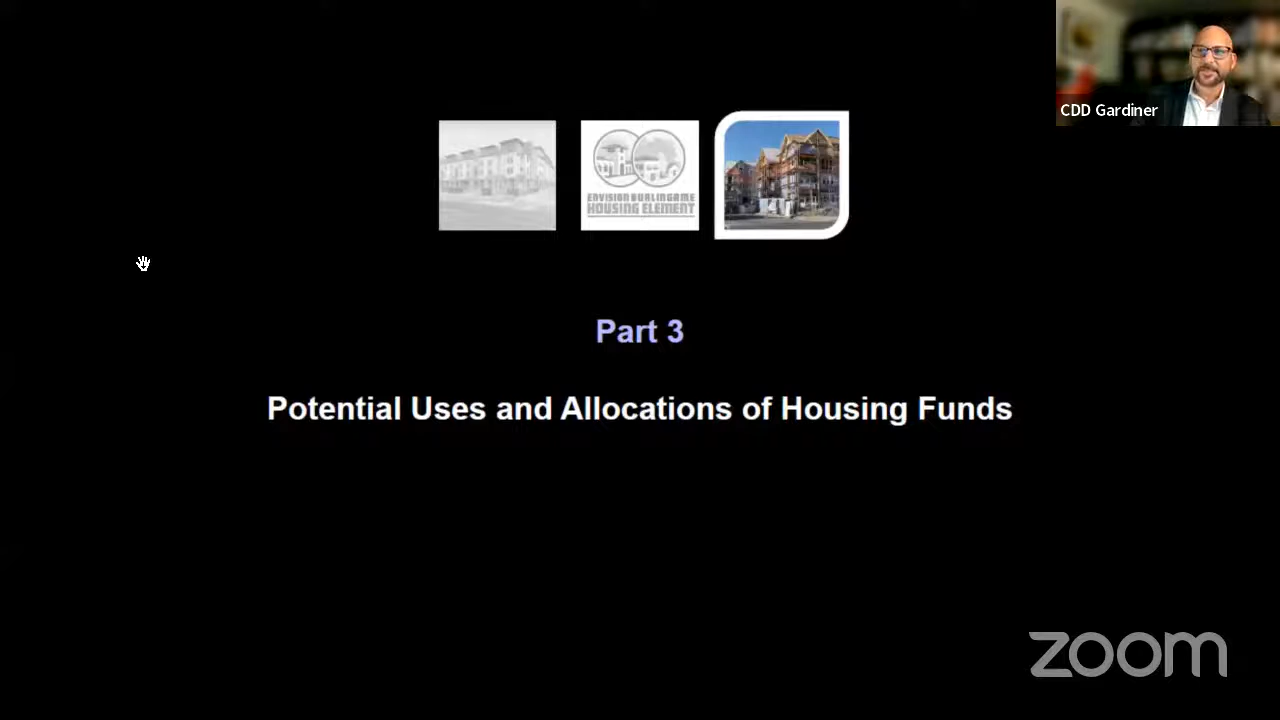 CDD Gardiner
ENVISION BURLINGAME
HOUSING ELEMENT
Part 3
Potential Uses and Allocations of Housing Funds
zoom